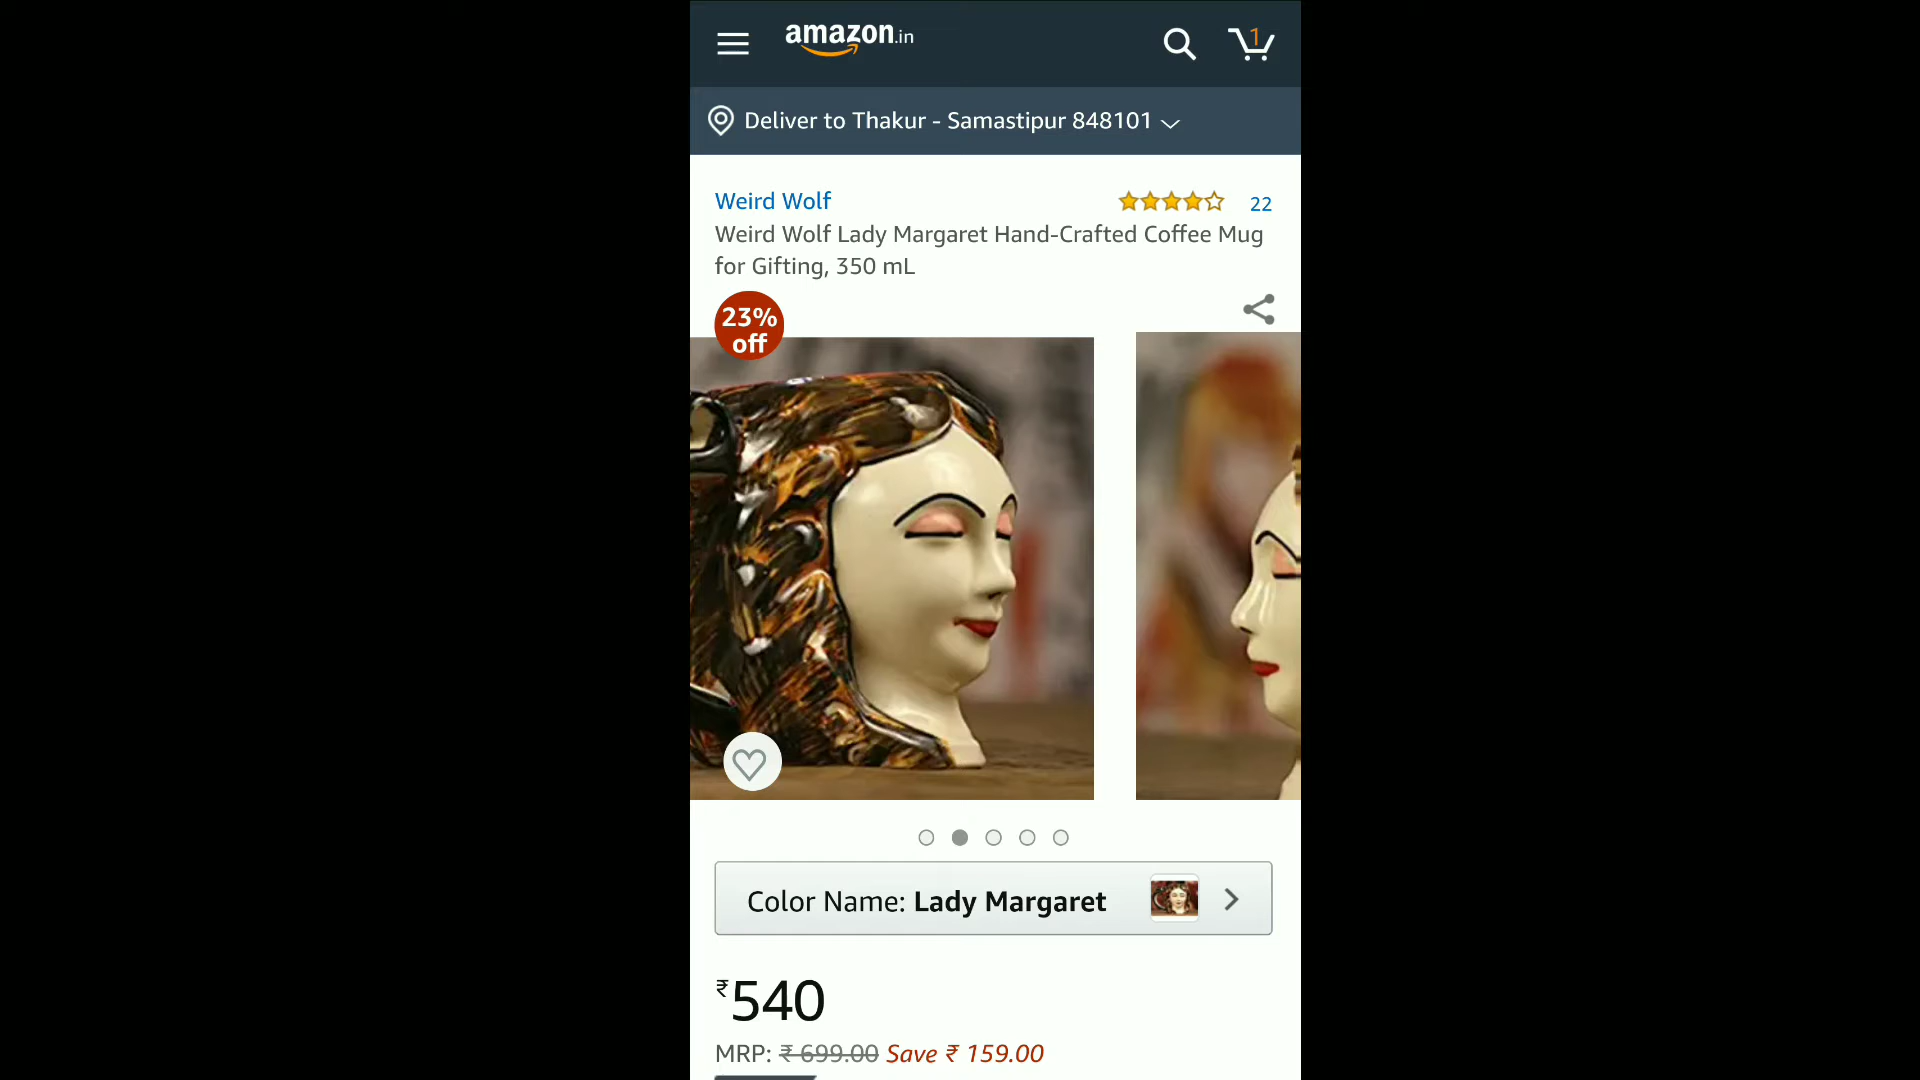 amazon.in
1
Deliver to Thakur - Samastipur 848101
Weird Wolf
22
Weird Wolf Lady Margaret Hand-Crafted Coffee Mug
for Gifting, 350 mL
23%
off
Color Name: Lady Margaret
₹540
MRP: ₹ 699.00 Save ₹ 159.00